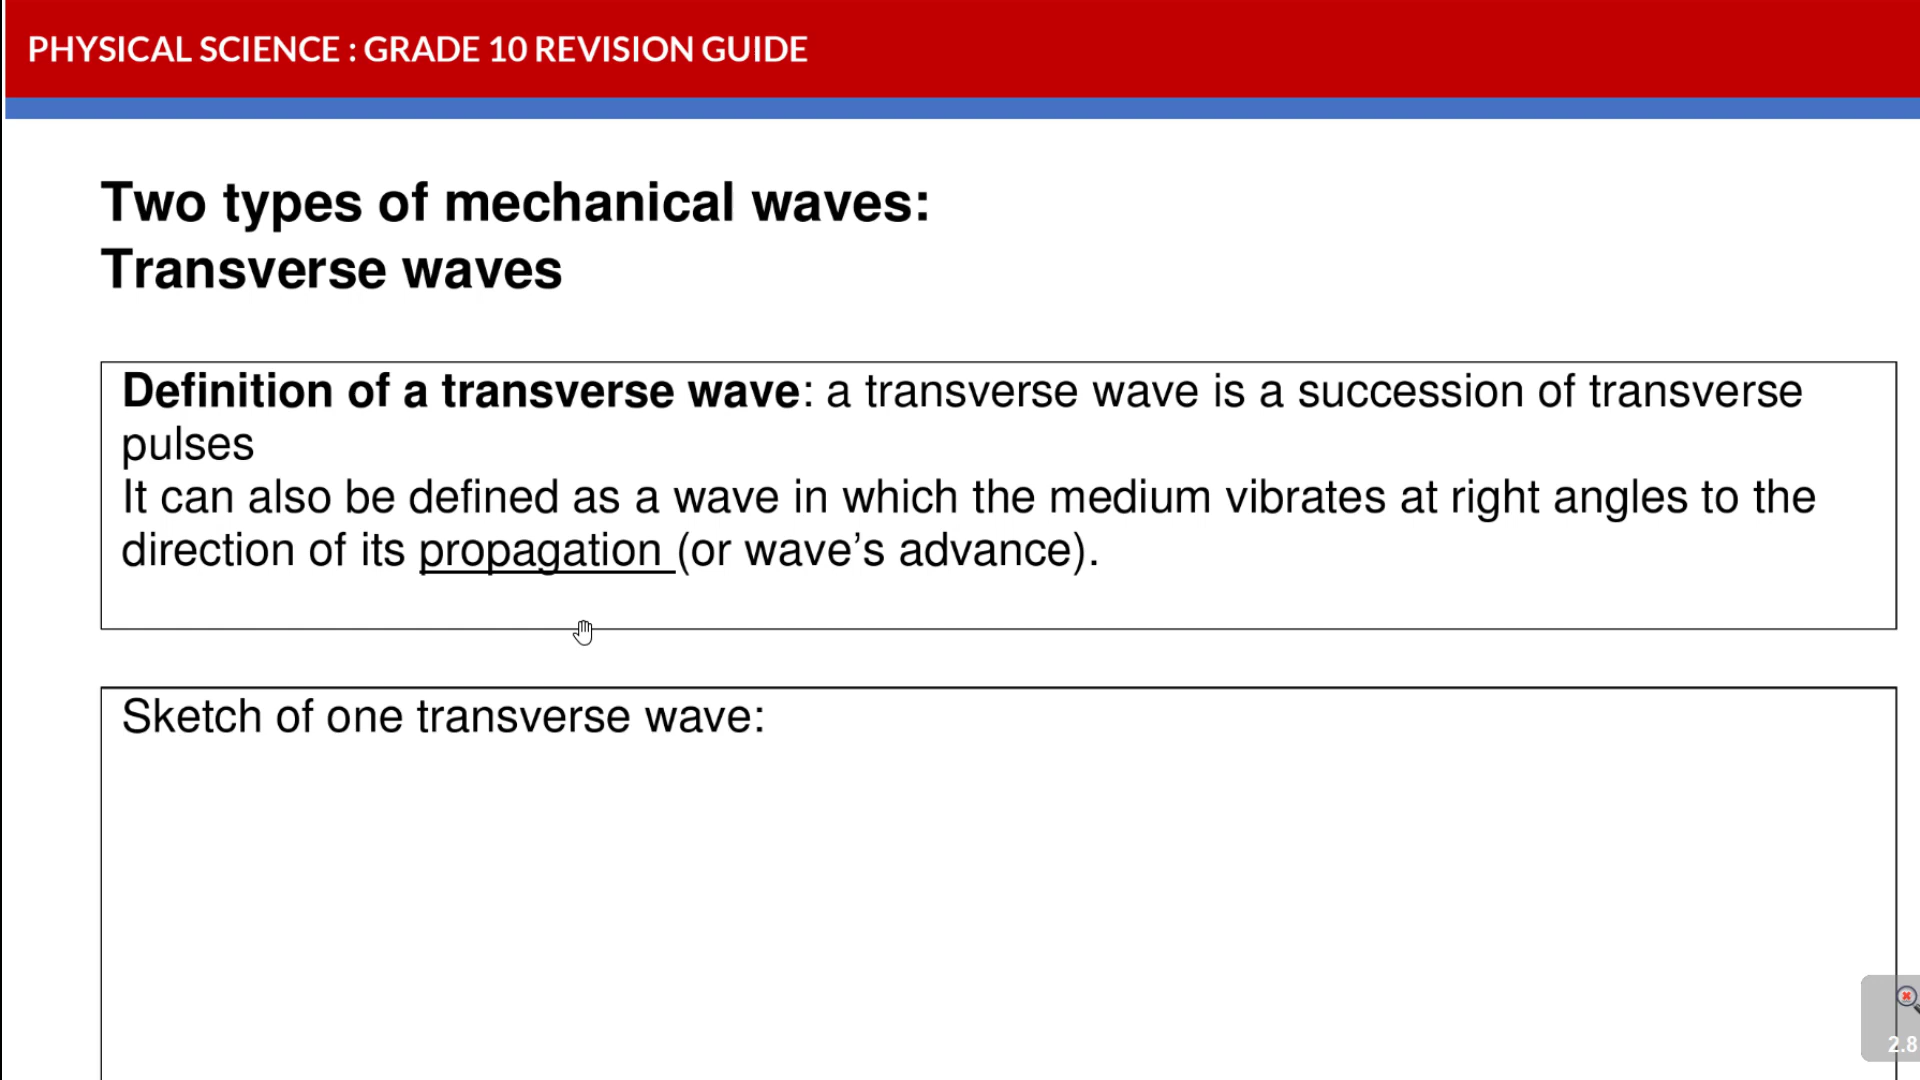 PHYSICAL SCIENCE : GRADE 10 REVISION GUIDE
Two types of mechanical waves:
Transverse waves
Definition of a transverse wave: a transverse wave is a succession of transverse
pulses
It can also be defined as a wave in which the medium vibrates at right angles to the
direction of its propagation (or wave’s advance).
Sketch of one transverse wave:
2.8